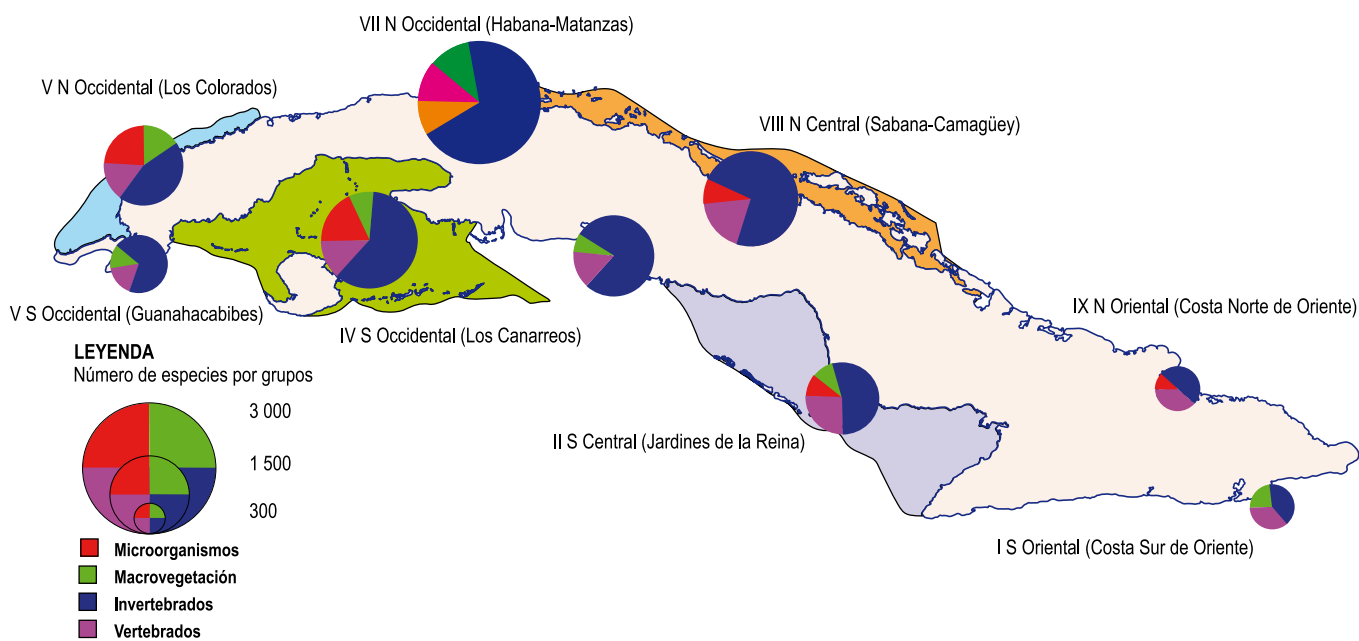 VII N Occidental (Habana-Matanzas)
V N Occidental (Los Colorados)
VIII N Central (Sabana-Camagüey)
V S Occidental (Guanahacabibes)
IV S Occidental (Los Canarreos)
IX N Oriental (Costa Norte de Oriente)
II S Central (Jardines de la Reina)
I S Oriental (Costa Sur de Oriente)
LEYENDA
Número de especies por grupos
3 000
1 500
300
Microorganismos
Macrovegetación
Invertebrados
Vertebrados